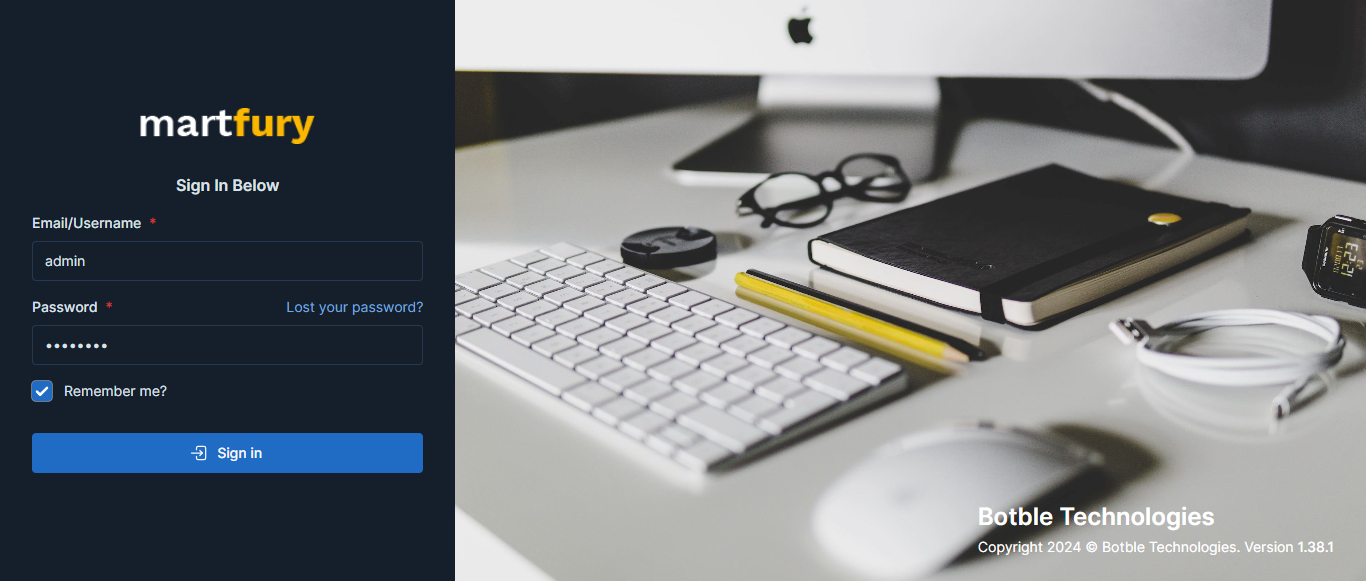 martfury
Sign In Below
Email/Username *
admin
Password *
Lost your password?
••••••••
Remember me?
Sign in
Botble Technologies
Copyright 2024 © Botble Technologies. Version 1.38.1